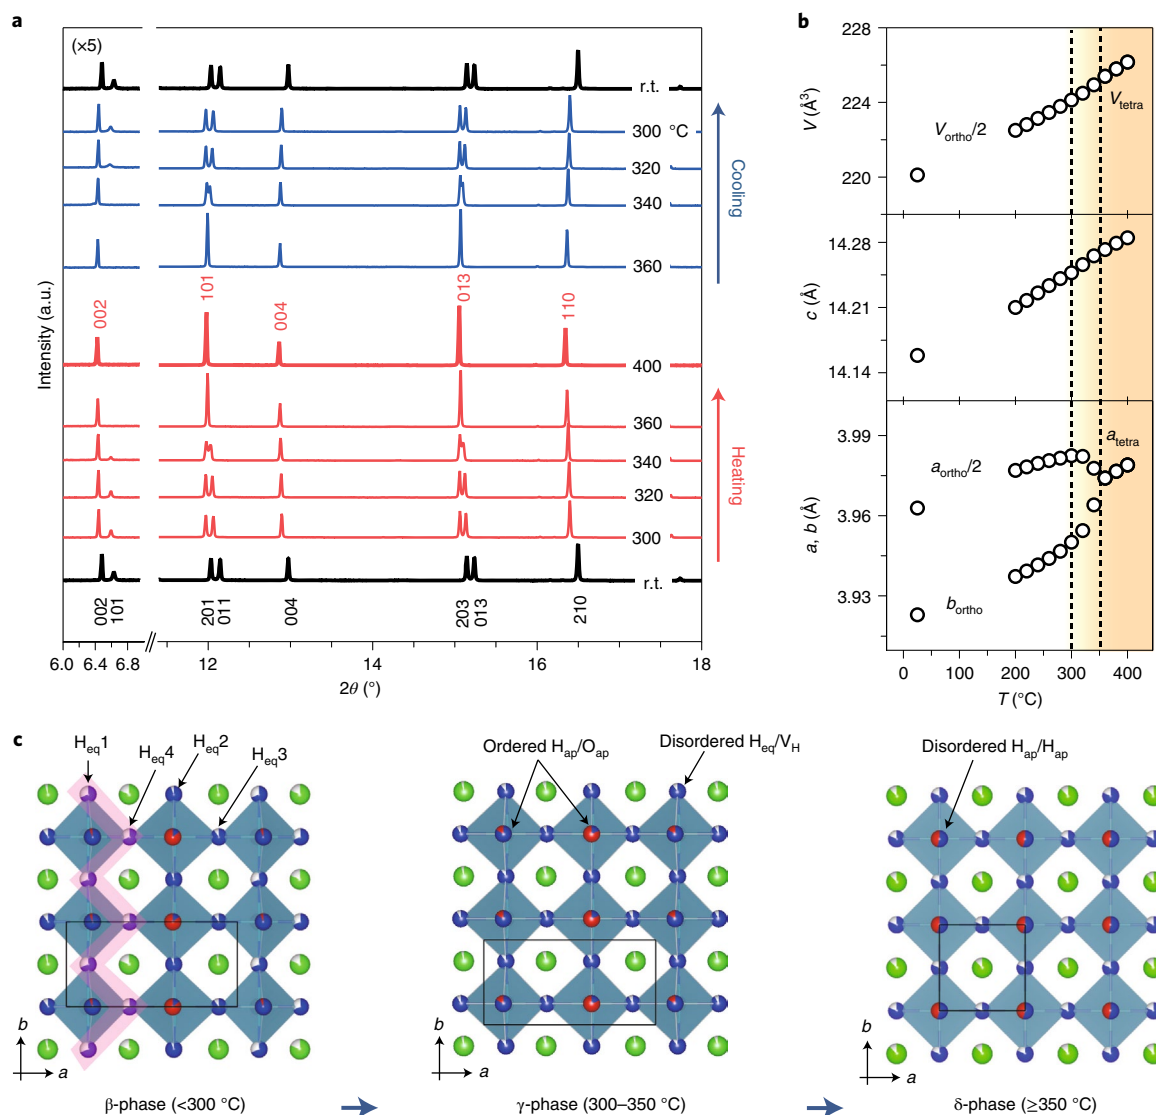 a
(×5)
r.t.
300 °C
320
340
360
Cooling
002
101
004
013
110
400
360
340
320
300
r.t.
Heating
002
101
201
011
004
203
013
210
Intensity (a.u.)
6.0 6.4 6.8 12 14 16 18
2θ (°)
b
228
224
220
V (Å³)
V_ortho/2
V_tetra
14.28
14.21
14.14
c (Å)
3.99
3.96
3.93
a, b (Å)
a_tetra
a_ortho/2
b_ortho
0 100 200 300 400
T (°C)
c
H_eq1
H_eq4
H_eq2
H_eq3
b
a
β-phase (<300 °C)
Ordered H_ap/O_ap
Disordered H_eq/V_H
b
a
γ-phase (300–350 °C)
Disordered H_ap/H_ap
b
a
δ-phase (≥350 °C)